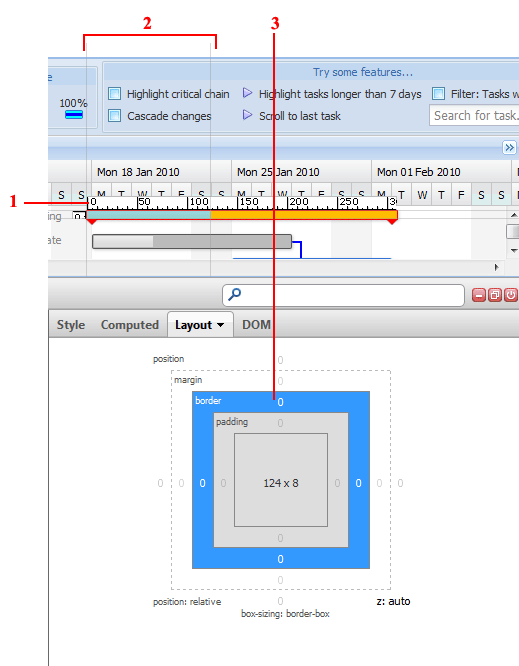 2 3
e Try some features...
100% Highlight critical chain Highlight tasks longer than 7 days Filter: Tasks w
Cascade changes Scroll to last task Search for task.
Mon 18 Jan 2010 Mon 25 Jan 2010 Mon 01 Feb 2010
S S M T W T F S S M T W T F S S M T W T F S S
1 0 50 100 150 200 250
ing
ate
Style Computed Layout DOM
position 0
margin 0
border 0
padding 0
0 0 0 0 124 x 8 0 0 0 0
0
0
0
position: relative 0 z: auto
box-sizing: border-box